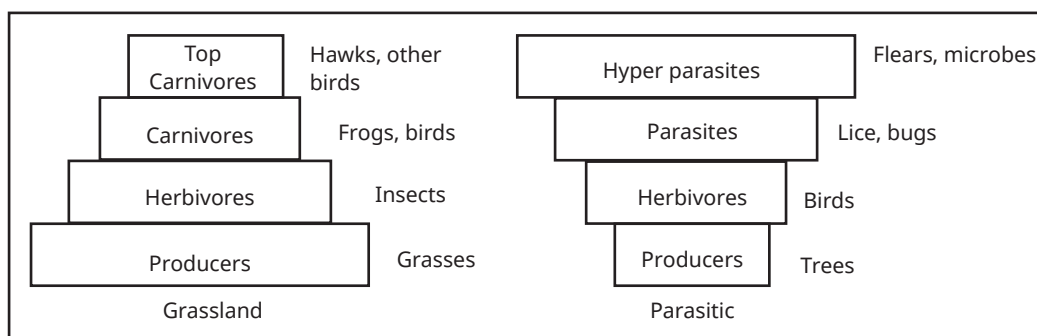 Top
Carnivores
Hawks, other
birds
Carnivores
Frogs, birds
Herbivores
Insects
Producers
Grasses
Grassland
Hyper parasites
Flears, microbes
Parasites
Lice, bugs
Herbivores
Birds
Producers
Trees
Parasitic